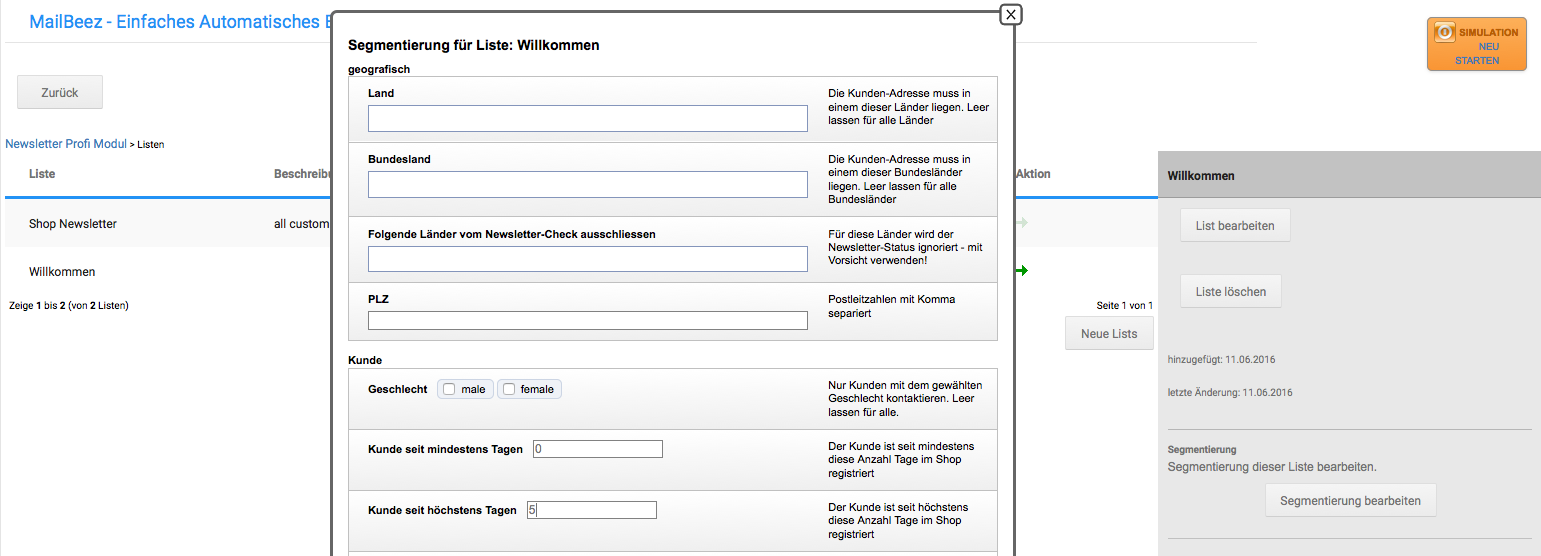 MailBeez - Einfaches Automatisches E
SIMULATION
NEU
STARTEN
Zurück
Newsletter Profi Modul > Listen
Liste
Beschreibu
Aktion
Shop Newsletter
all custom
Willkommen
Zeige 1 bis 2 (von 2 Listen)
Seite 1 von 1
Neue Lists
X
Segmentierung für Liste: Willkommen
geografisch
Land
Die Kunden-Adresse muss in
einem dieser Länder liegen. Leer
lassen für alle Länder
Bundesland
Die Kunden-Adresse muss in
einem dieser Bundesländer
liegen. Leer lassen für alle
Bundesländer
Folgende Länder vom Newsletter-Check ausschliessen
Für diese Länder wird der
Newsletter-Status ignoriert - mit
Vorsicht verwenden!
PLZ
Postleitzahlen mit Komma
separiert
Kunde
Geschlecht male female
Nur Kunden mit dem gewählten
Geschlecht kontaktieren. Leer
lassen für alle.
Kunde seit mindestens Tagen 0
Der Kunde ist seit mindestens
diese Anzahl Tage im Shop
registriert
Kunde seit höchstens Tagen 5
Der Kunde ist seit höchstens
diese Anzahl Tage im Shop
registriert
Willkommen
List bearbeiten
Liste löschen
hinzugefügt: 11.06.2016
letzte Änderung: 11.06.2016
Segmentierung
Segmentierung dieser Liste bearbeiten.
Segmentierung bearbeiten